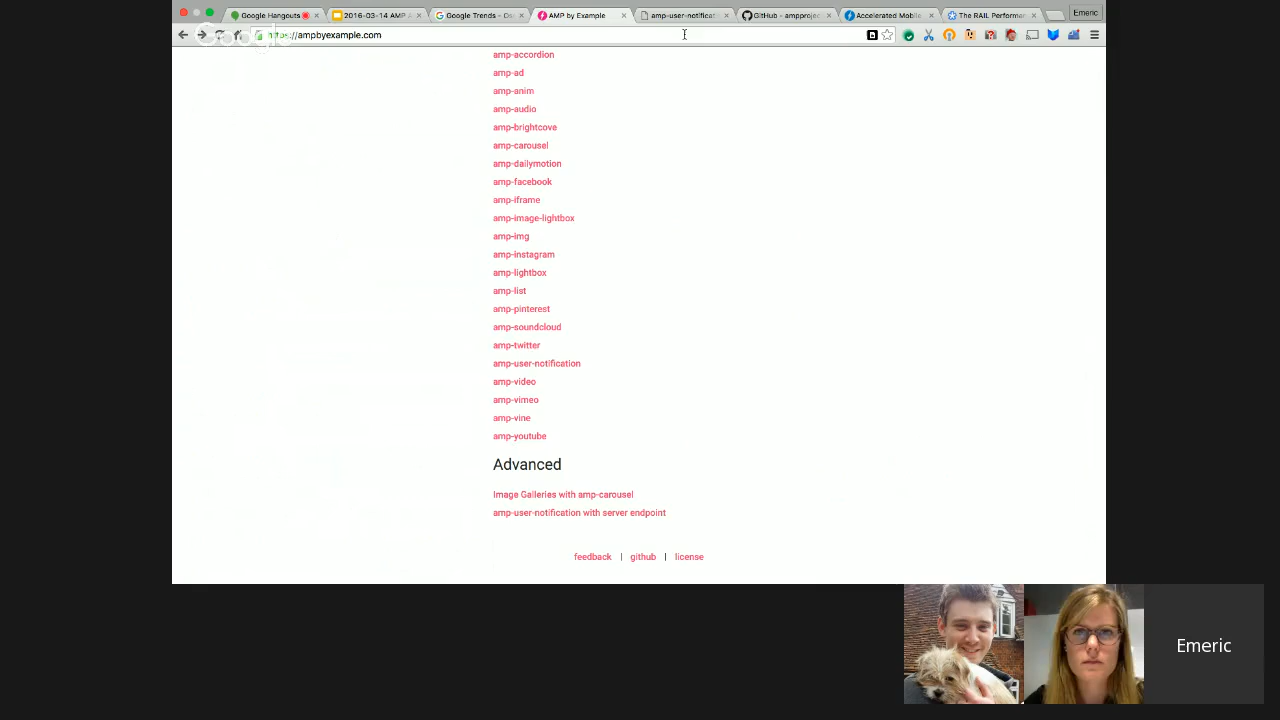 Google Hangouts
2016-03-14 AMP
Google Trends - Os
AMP by Example
amp-user-notificat
GitHub - ampprojec
Accelerated Mobile
The RAIL Performan
Emeric
Google
https://ampbyexample.com
amp-accordion
amp-ad
amp-anim
amp-audio
amp-brightcove
amp-carousel
amp-dailymotion
amp-facebook
amp-iframe
amp-image-lightbox
amp-img
amp-instagram
amp-lightbox
amp-list
amp-pinterest
amp-soundcloud
amp-twitter
amp-user-notification
amp-video
amp-vimeo
amp-vine
amp-youtube
Advanced
Image Galleries with amp-carousel
amp-user-notification with server endpoint
feedback | github | license
Emeric